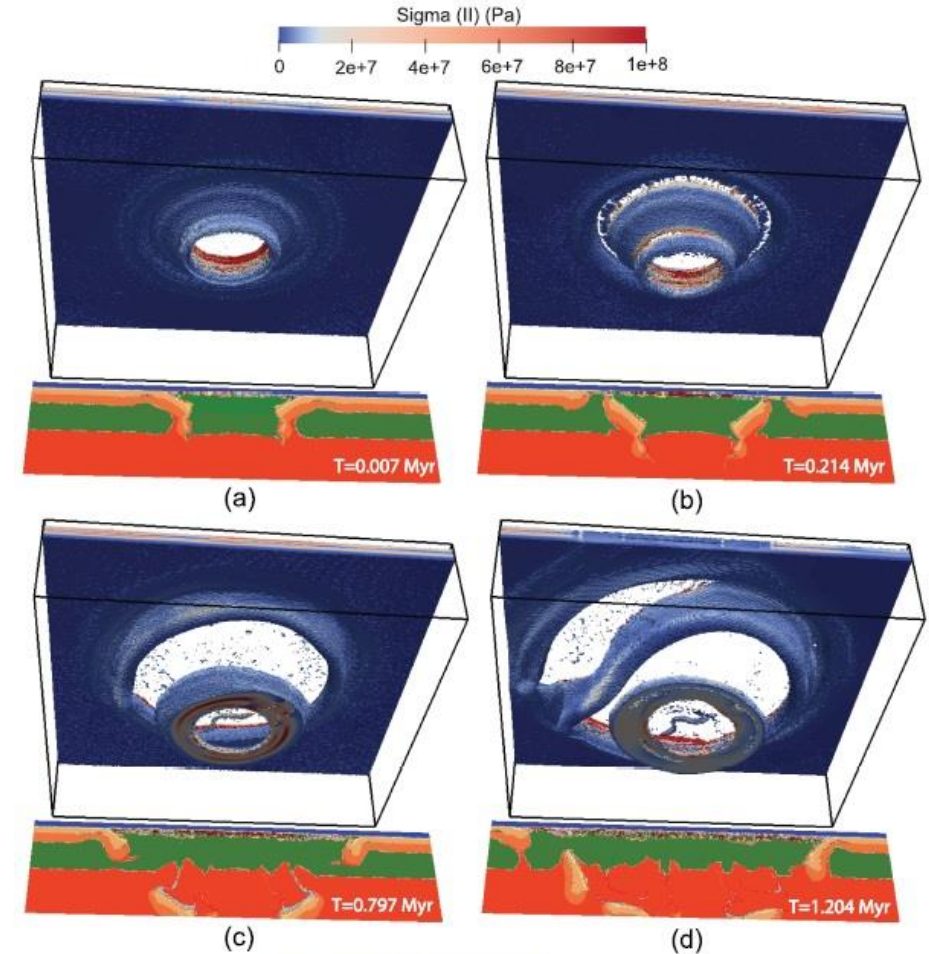 Sigma (II) (Pa)
0 2e+7 4e+7 6e+7 8e+7 1e+8
T=0.007 Myr
T=0.214 Myr
(a)
(b)
T=0.797 Myr
T=1.204 Myr
(c)
(d)